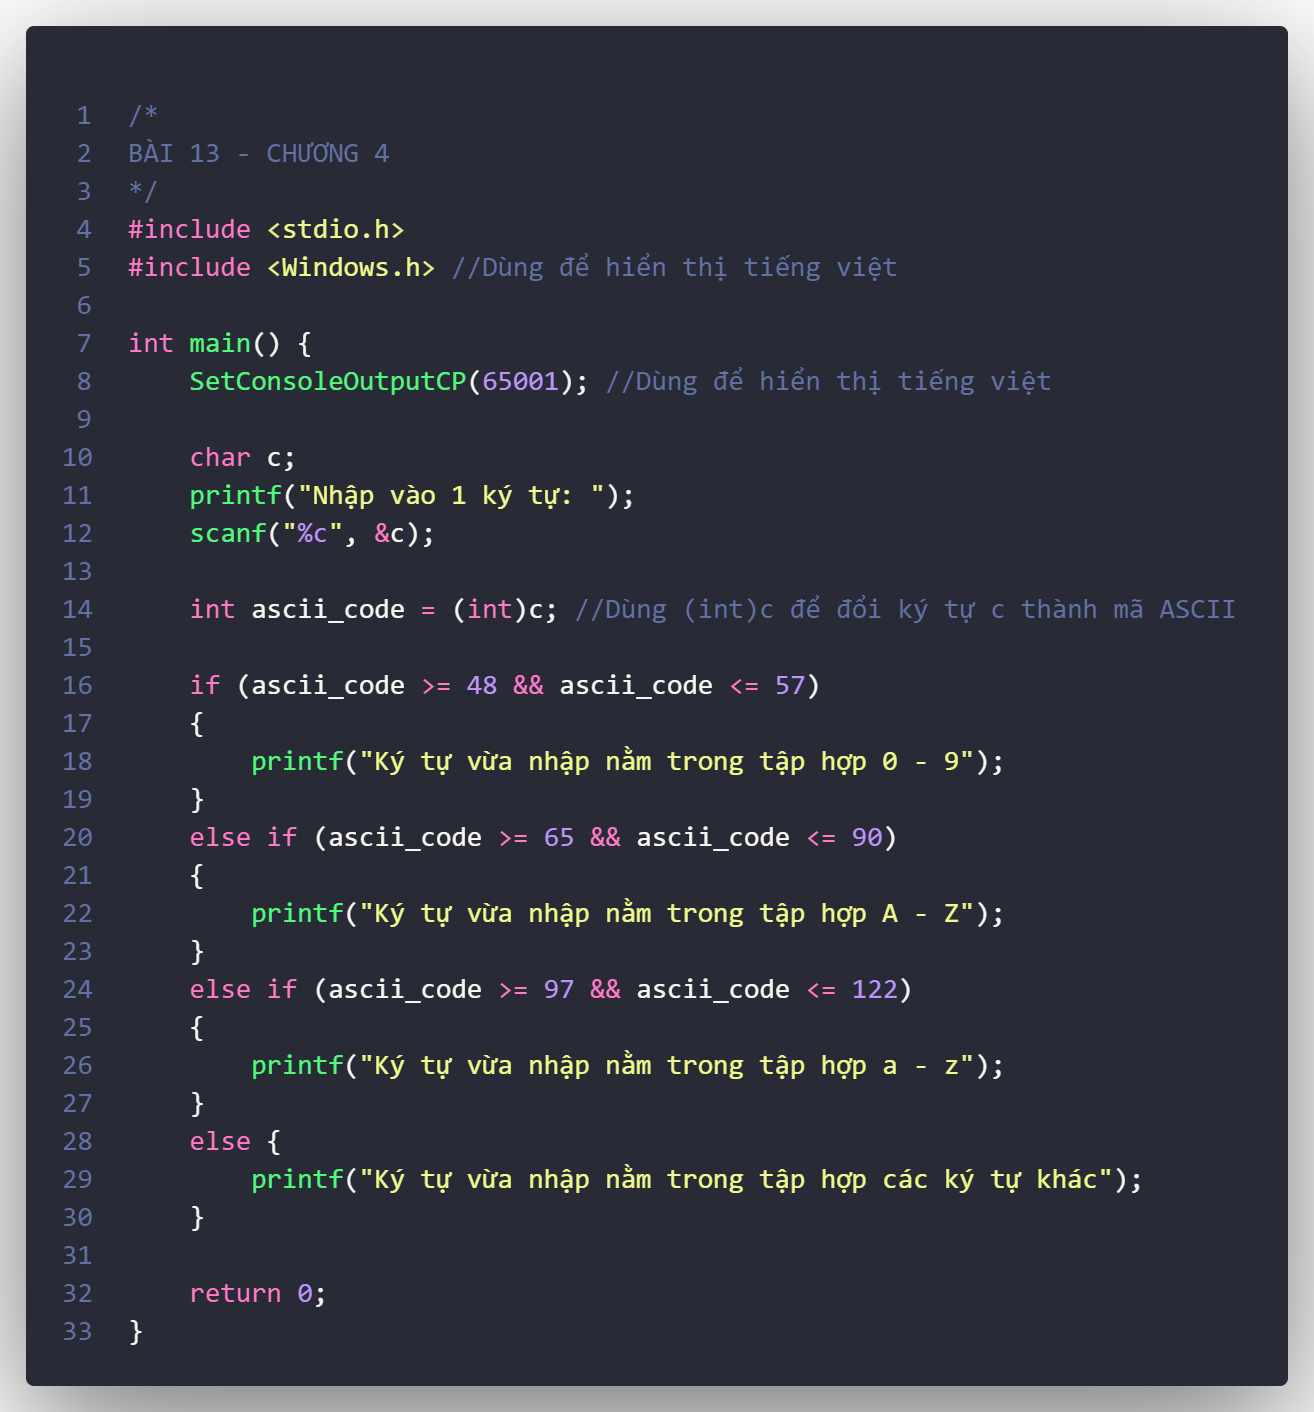 1 /*
2 BÀI 13 - CHƯƠNG 4
3 */
4 #include <stdio.h>
5 #include <Windows.h> //Dùng để hiển thị tiếng việt
6
7 int main() {
8     SetConsoleOutputCP(65001); //Dùng để hiển thị tiếng việt
9
10     char c;
11     printf("Nhập vào 1 ký tự: ");
12     scanf("%c", &c);
13
14     int ascii_code = (int)c; //Dùng (int)c để đổi ký tự c thành mã ASCII
15
16     if (ascii_code >= 48 && ascii_code <= 57)
17     {
18         printf("Ký tự vừa nhập nằm trong tập hợp 0 - 9");
19     }
20     else if (ascii_code >= 65 && ascii_code <= 90)
21     {
22         printf("Ký tự vừa nhập nằm trong tập hợp A - Z");
23     }
24     else if (ascii_code >= 97 && ascii_code <= 122)
25     {
26         printf("Ký tự vừa nhập nằm trong tập hợp a - z");
27     }
28     else {
29         printf("Ký tự vừa nhập nằm trong tập hợp các ký tự khác");
30     }
31
32     return 0;
33 }